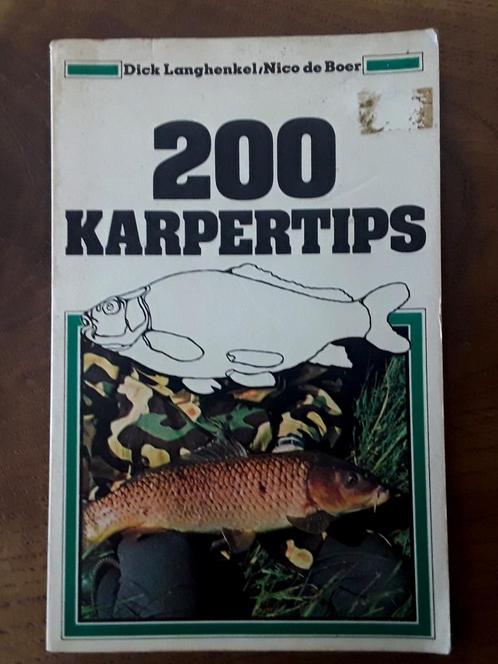 Dick Langhenkel/Nico de Boer
200
KARPERTIPS